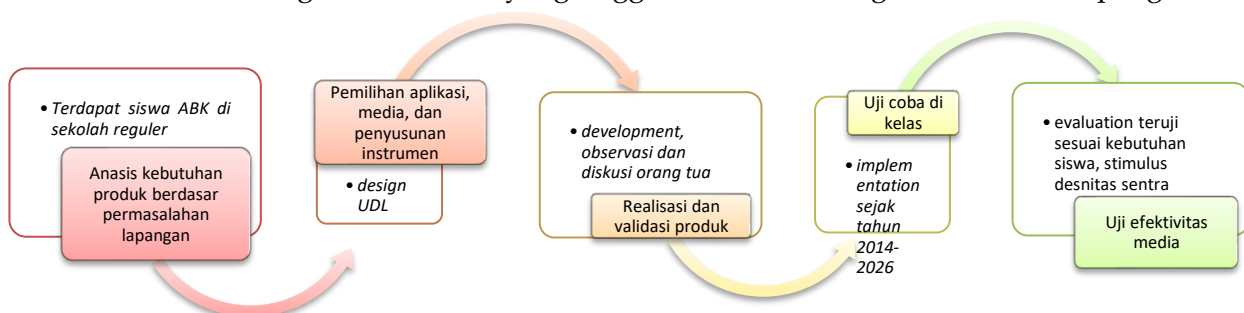 • Terdapat siswa ABK di
sekolah reguler
Anasis kebutuhan
produk berdasar
permasalahan
lapangan
Pemilihan aplikasi,
media, dan
penyusunan
instrumen
• design
UDL
• development,
observasi dan
diskusi orang tua
Realisasi dan
validasi produk
Uji coba di
kelas
• implem
entation
sejak
tahun
2014-
2026
• evaluation teruji
sesuai kebutuhan
siswa, stimulus
desnitas sentra
Uji efektivitas
media